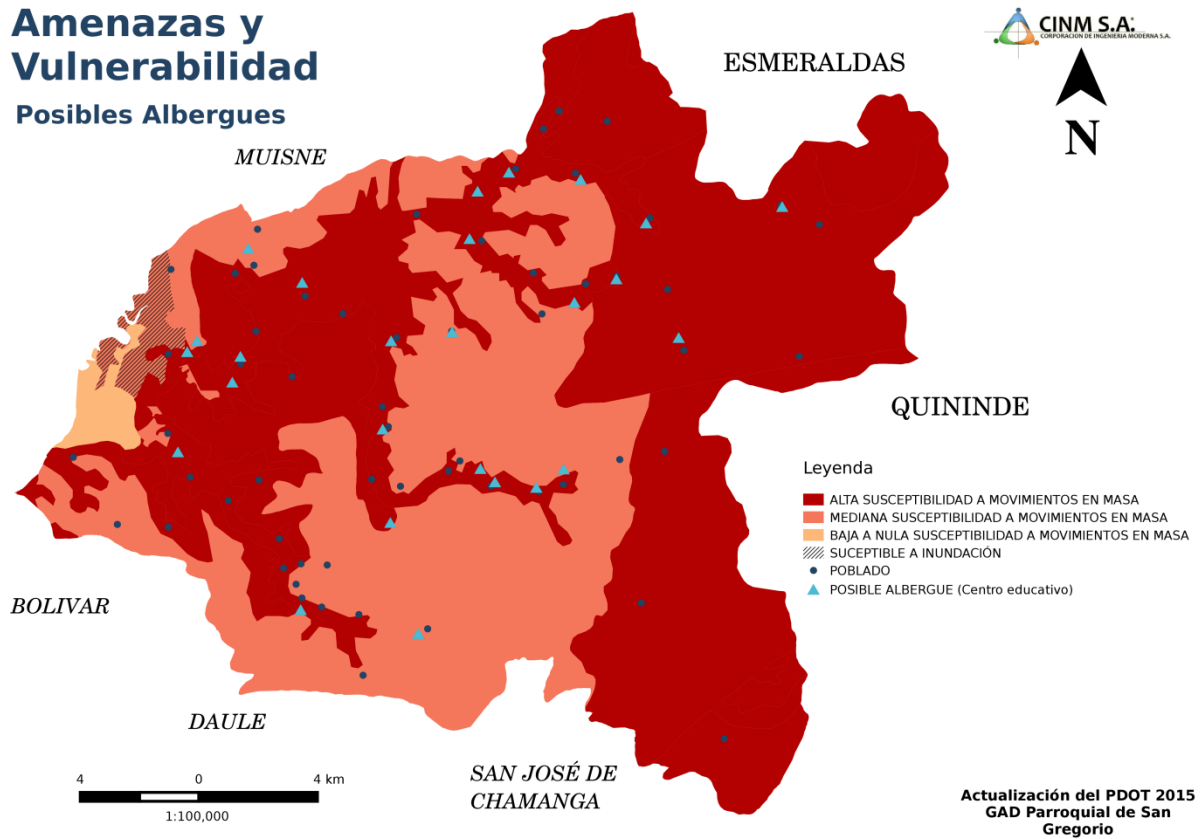 Amenazas y
Vulnerabilidad
Posibles Albergues
CINM S.A.
CORPORACION DE INGENIERIA MODERNA S.A.
ESMERALDAS
N
MUISNE
QUININDE
Leyenda
ALTA SUSCEPTIBILIDAD A MOVIMIENTOS EN MASA
MEDIANA SUSCEPTIBILIDAD A MOVIMIENTOS EN MASA
BAJA A NULA SUSCEPTIBILIDAD A MOVIMIENTOS EN MASA
SUCEPTIBLE A INUNDACIÓN
POBLADO
POSIBLE ALBERGUE (Centro educativo)
BOLIVAR
DAULE
SAN JOSÉ DE
CHAMANGA
4 0 4 km
1:100,000
Actualización del PDOT 2015
GAD Parroquial de San
Gregorio